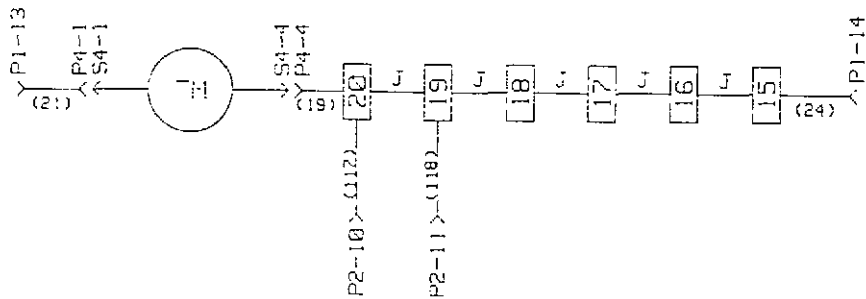 P1-13
(21)
P4-1
S4-1
TM
S4-4
P4-4
(19)
20
J
19
J
18
J
17
J
16
J
15
(24)
P1-14
P2-10
(112)
P2-11
(118)